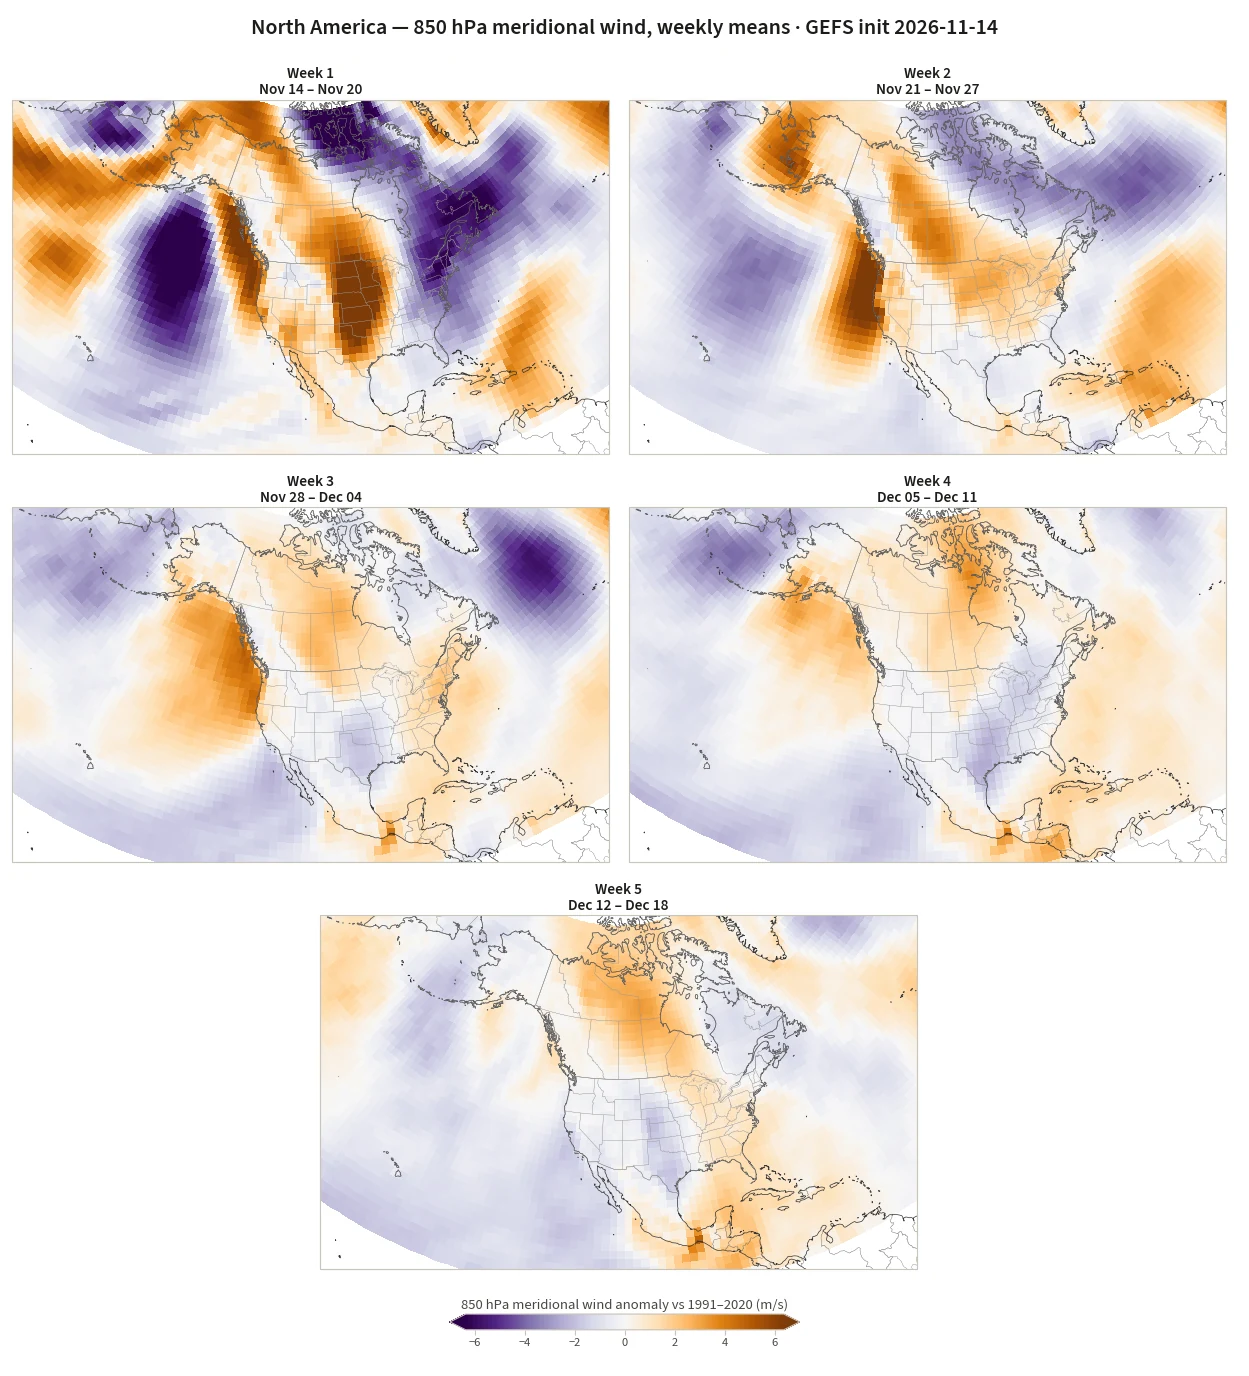 North America — 850 hPa meridional wind, weekly means · GEFS init 2026-11-14
Week 1
Nov 14 – Nov 20
Week 2
Nov 21 – Nov 27
Week 3
Nov 28 – Dec 04
Week 4
Dec 05 – Dec 11
Week 5
Dec 12 – Dec 18
850 hPa meridional wind anomaly vs 1991–2020 (m/s)
−6 −4 −2 0 2 4 6